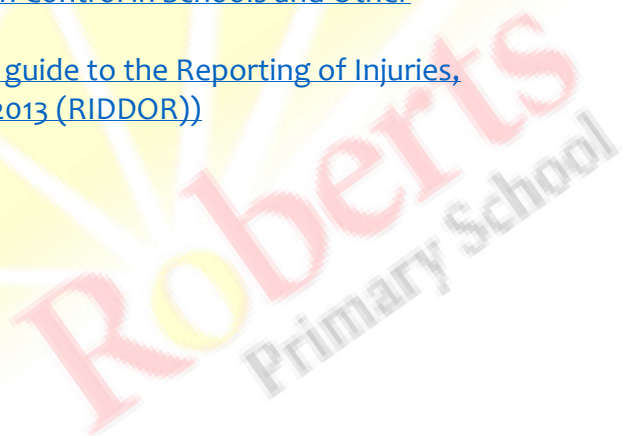 Control in Schools and Other
guide to the Reporting of Injuries,
2013 (RIDDOR))
Roberts
Primary School